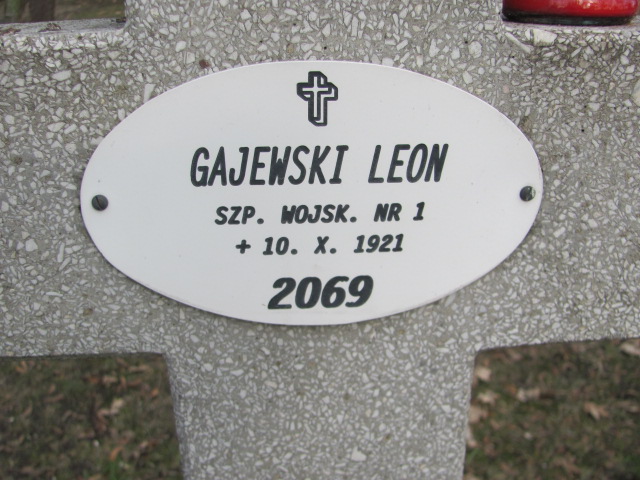 GAJEWSKI LEON
SZP. WOJSK. NR 1
+ 10. X. 1921
2069